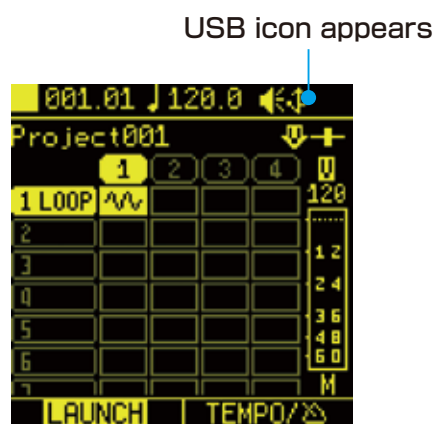 USB icon appears
001.01 120.0
Project001
1 2 3 4 V
1 LOOP 120
2
3 12
4 24
5 36
48
6 60
7 M
LAUNCH TEMPO/